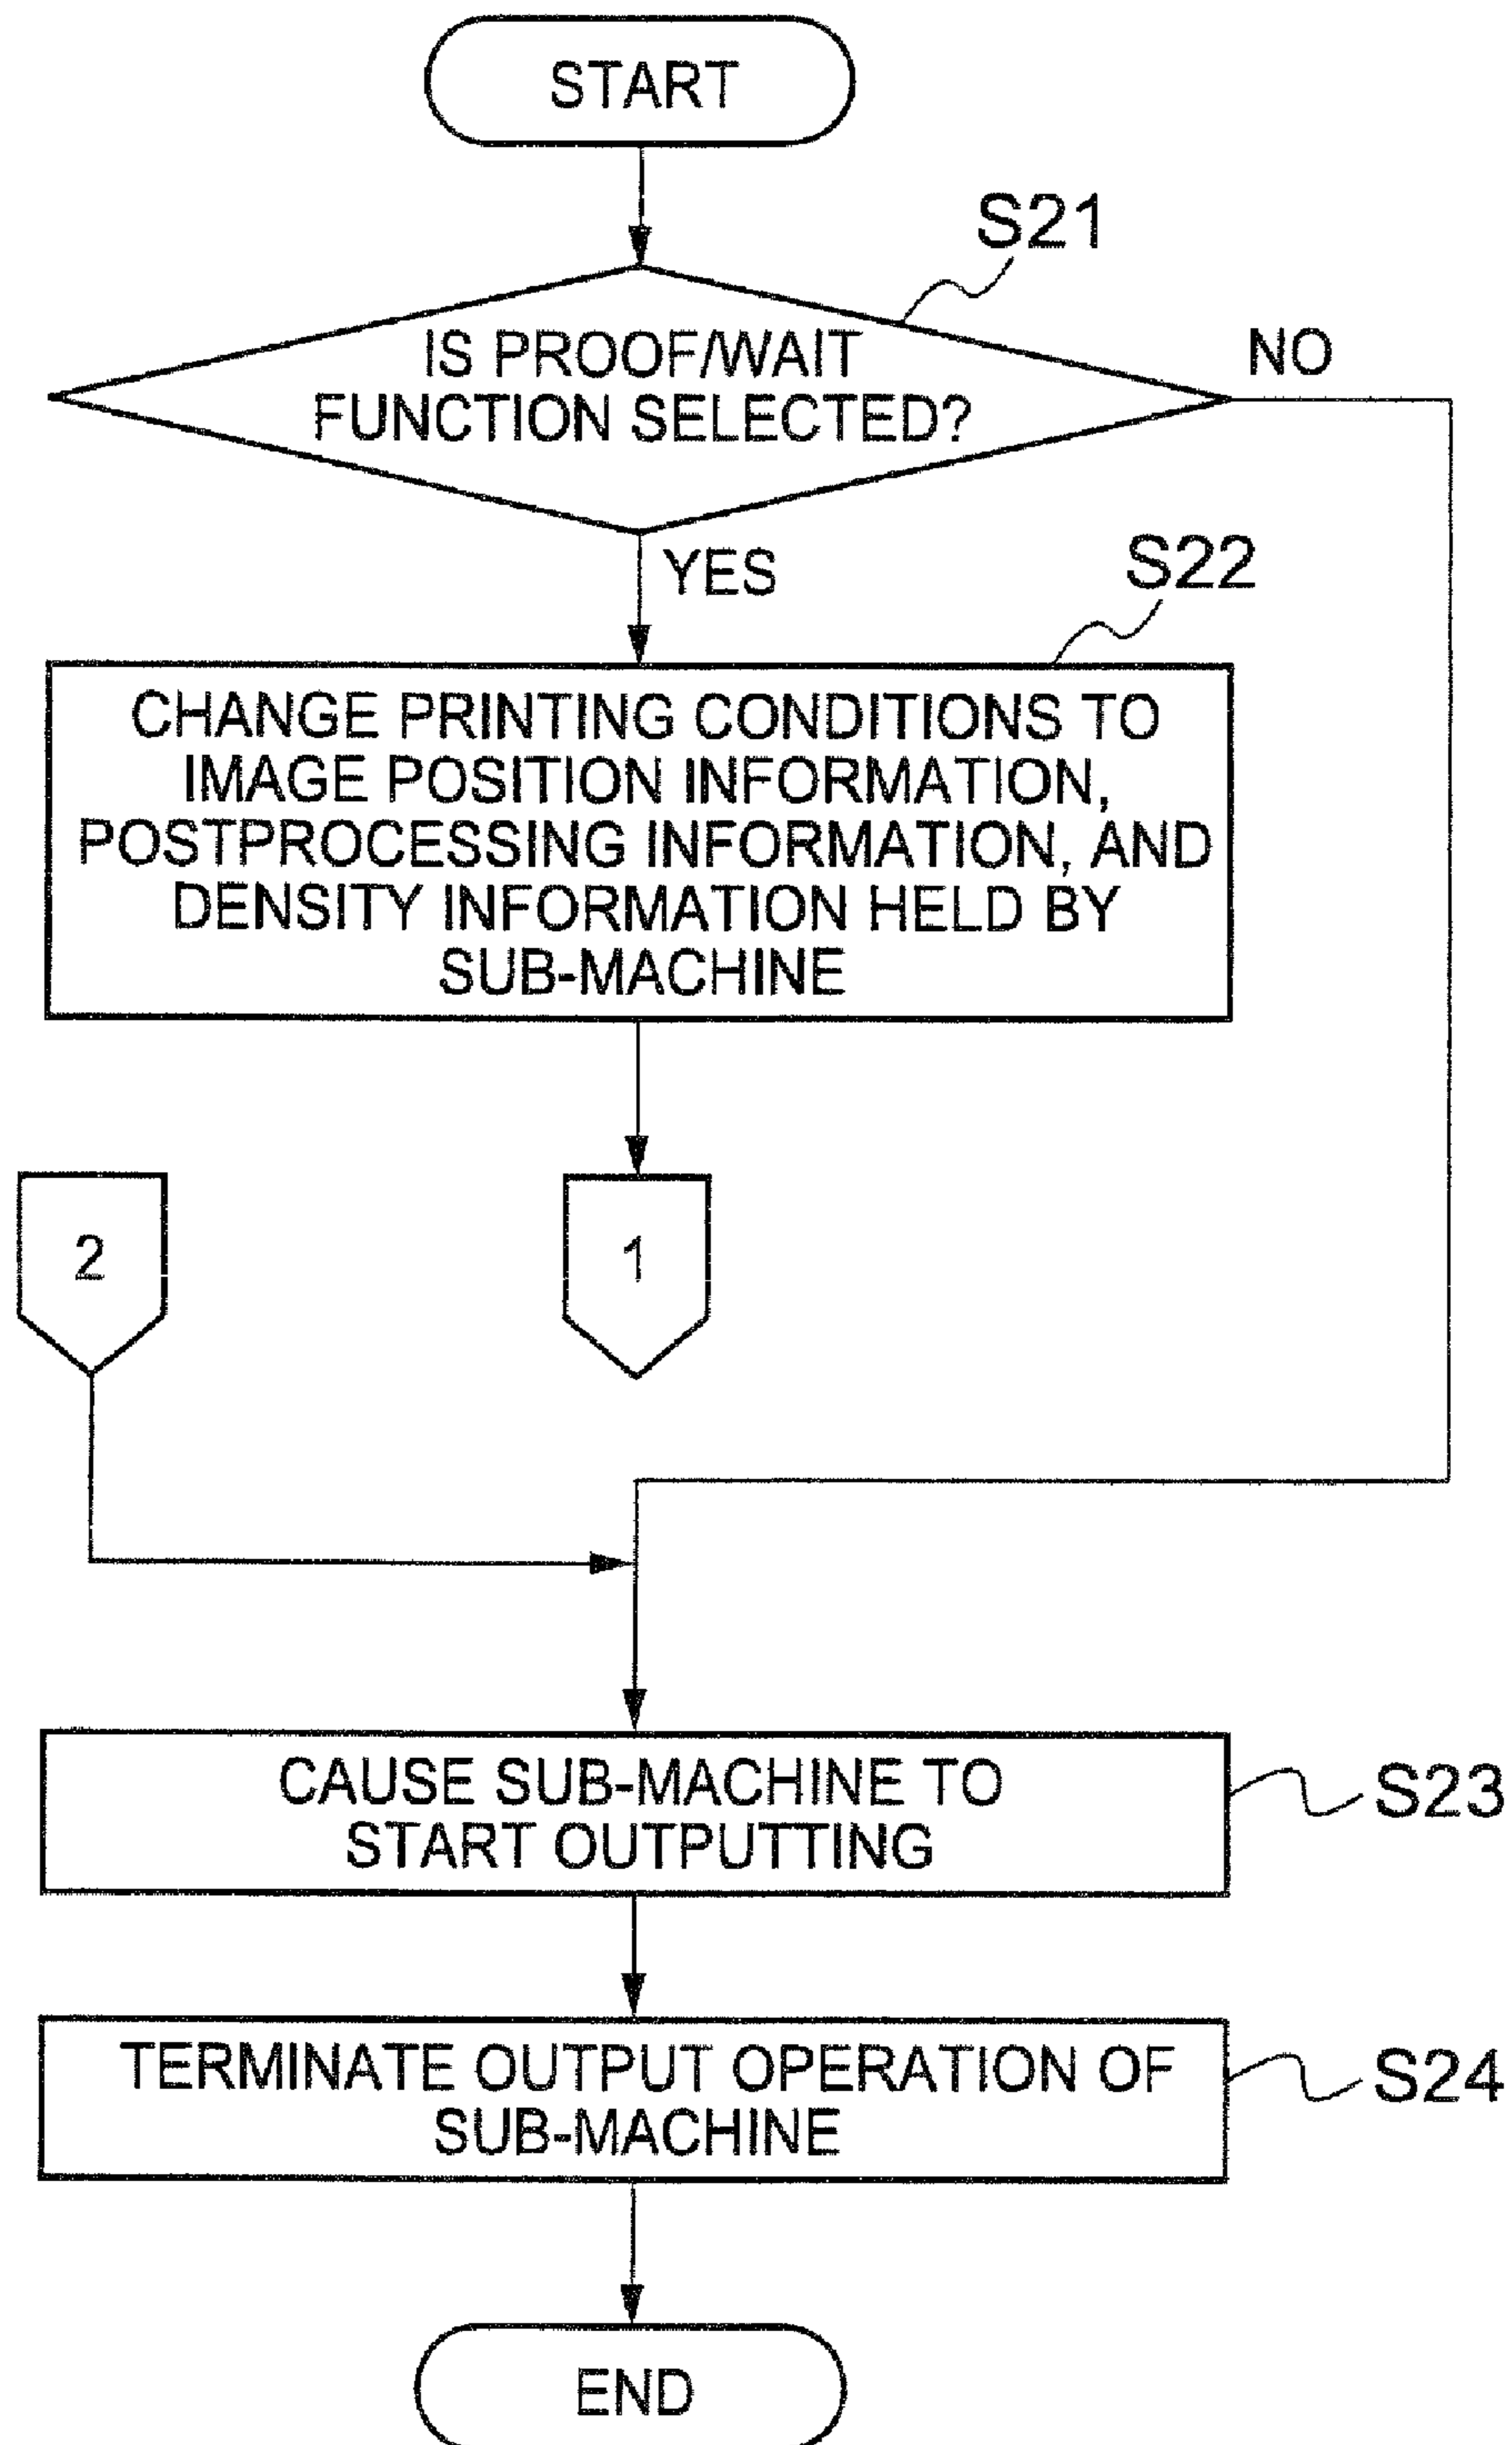 START
S21
IS PROOF/WAIT
FUNCTION SELECTED?
NO
YES
S22
CHANGE PRINTING CONDITIONS TO
IMAGE POSITION INFORMATION,
POSTPROCESSING INFORMATION, AND
DENSITY INFORMATION HELD BY
SUB-MACHINE
2
1
CAUSE SUB-MACHINE TO
START OUTPUTTING
S23
TERMINATE OUTPUT OPERATION OF
SUB-MACHINE
S24
END